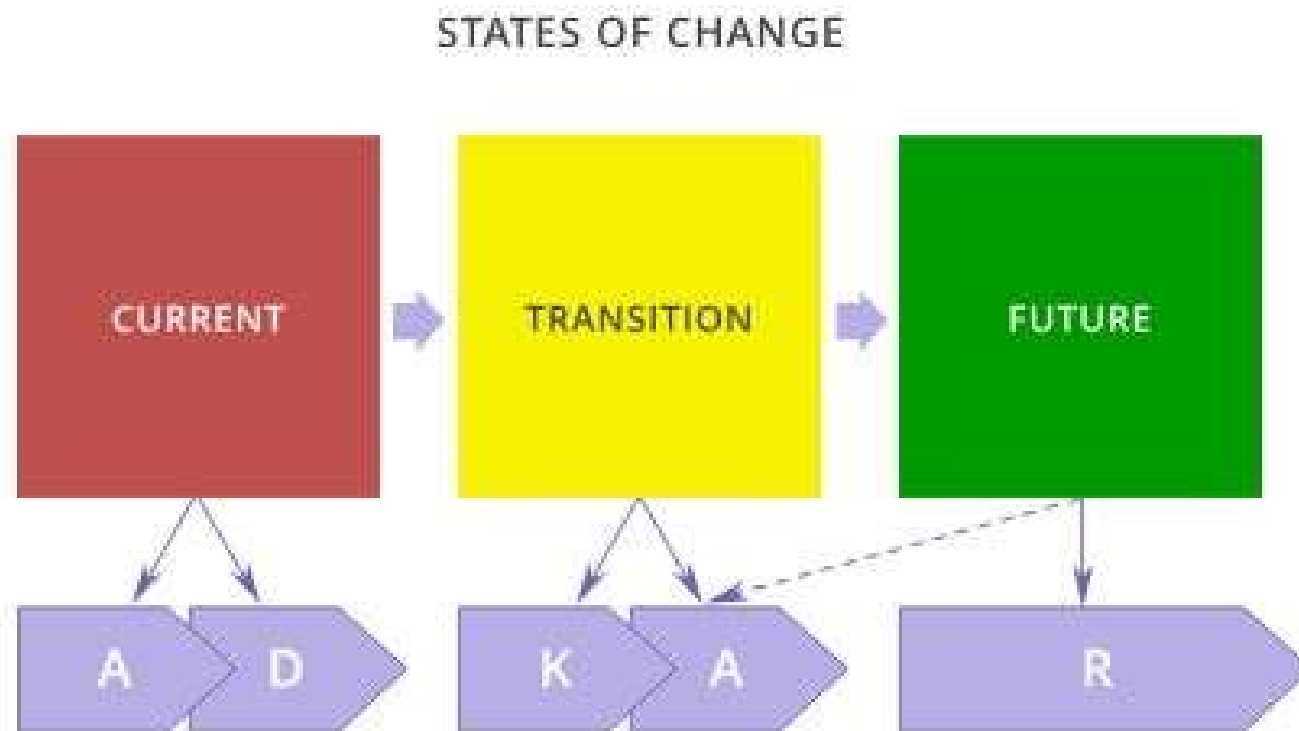 STATES OF CHANGE
CURRENT
TRANSITION
FUTURE
A
D
K
A
R